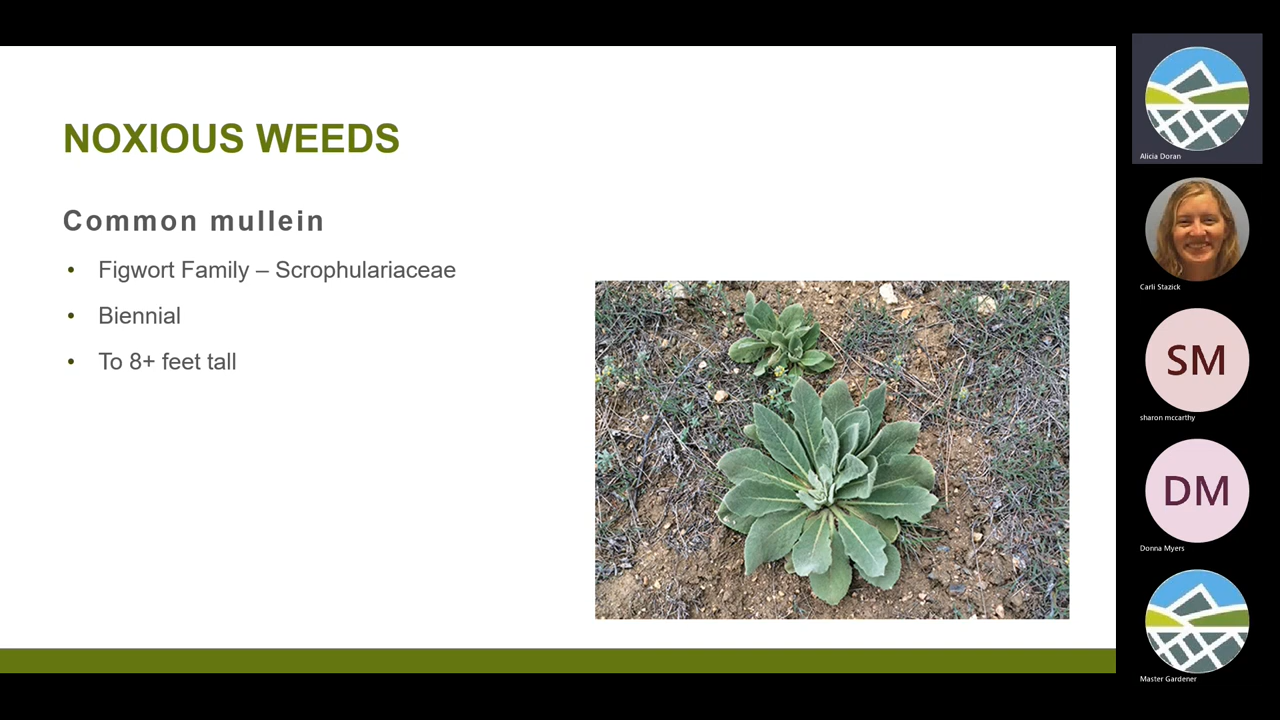 NOXIOUS WEEDS
Common mullein
• Figwort Family – Scrophulariaceae
• Biennial
• To 8+ feet tall
Alicia Doran
Carli Stazick
SM
sharon mccarthy
DM
Donna Myers
Master Gardener